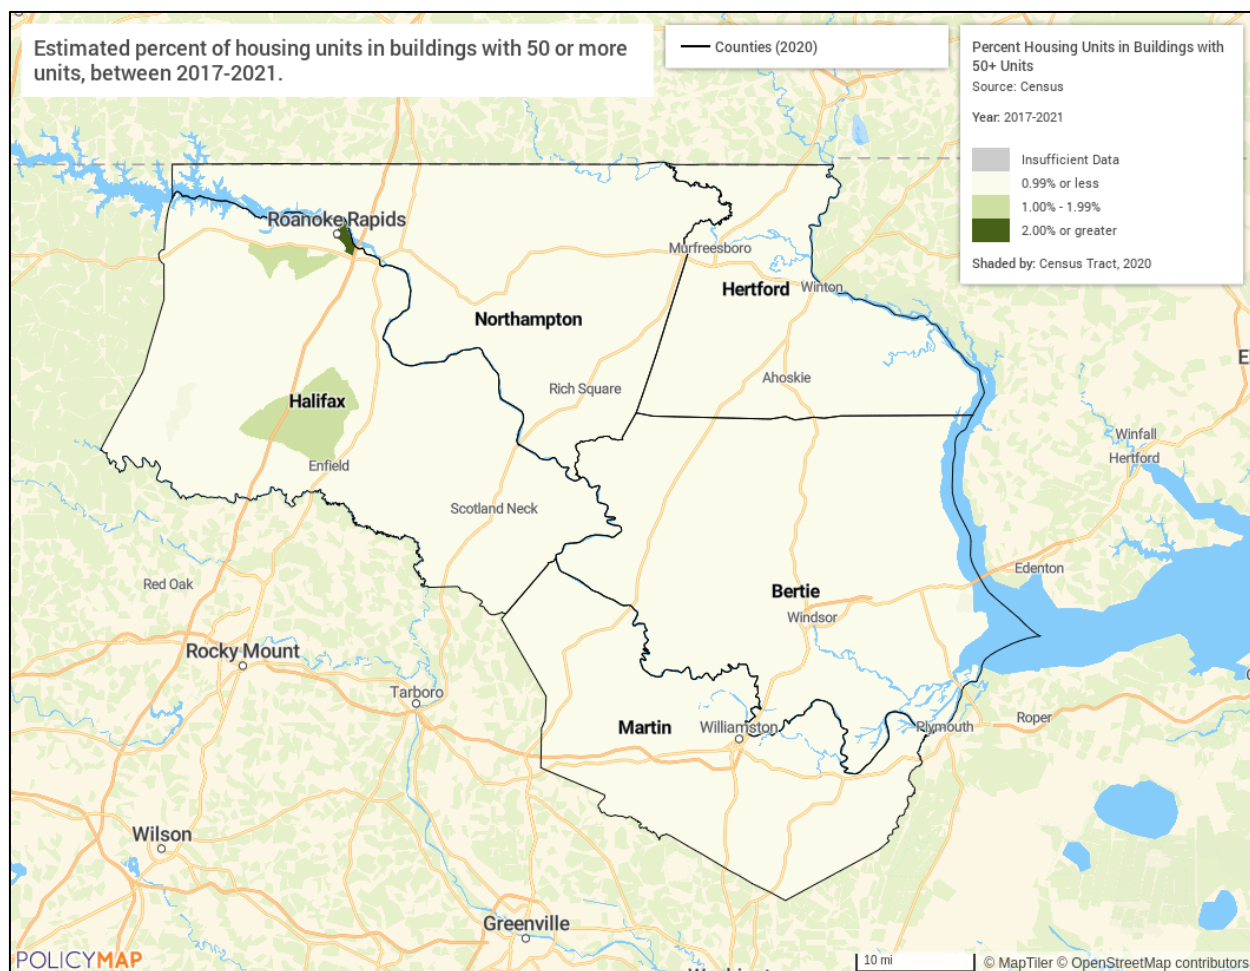 Estimated percent of housing units in buildings with 50 or more
units, between 2017-2021.
Counties (2020)
Percent Housing Units in Buildings with
50+ Units
Source: Census
Year: 2017-2021
Insufficient Data
0.99% or less
1.00% - 1.99%
2.00% or greater
Shaded by: Census Tract, 2020
Roanoke Rapids
Murfreesboro
Hertford
Winton
Northampton
Ahoskie
Rich Square
Halifax
Winfall
Hertford
Enfield
Scotland Neck
Edenton
Red Oak
Bertie
Windsor
Rocky Mount
Tarboro
Martin
Williamston
Plymouth
Roper
Wilson
Greenville
POLICYMAP
10 mi
© MapTiler © OpenStreetMap contributors